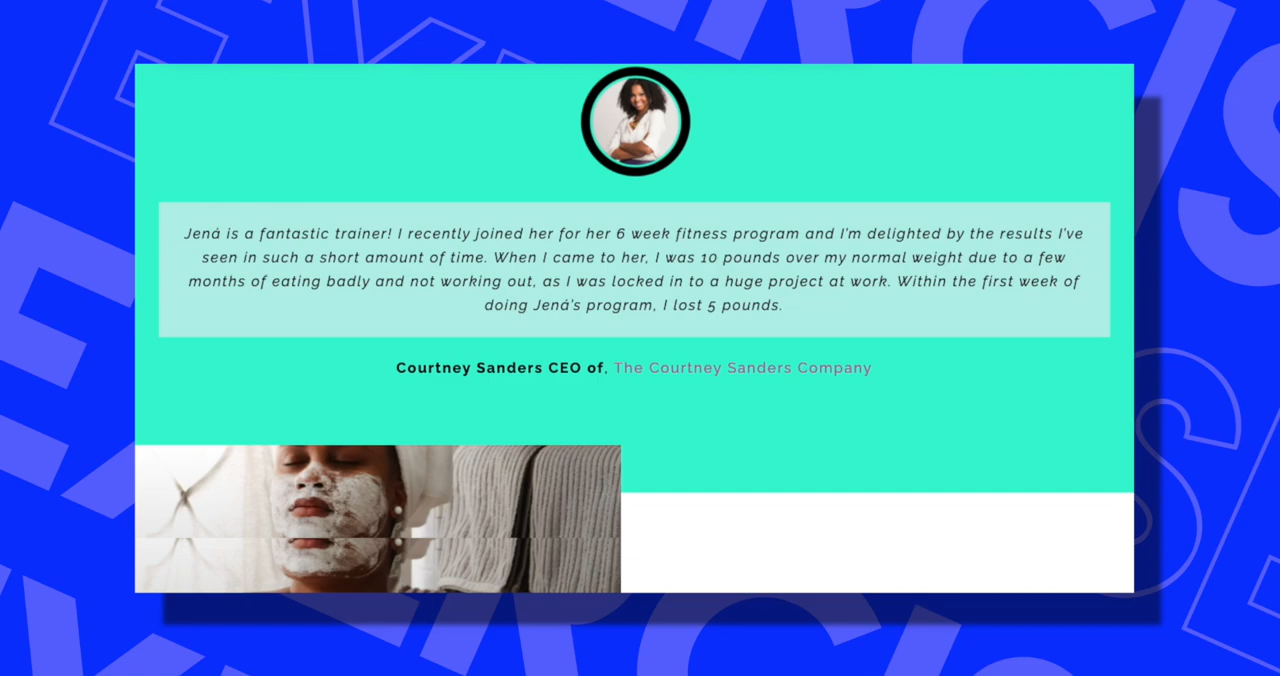 EXERCISE
Jená is a fantastic trainer! I recently joined her for her 6 week fitness program and I'm delighted by the results I've
seen in such a short amount of time. When I came to her, I was 10 pounds over my normal weight due to a few
months of eating badly and not working out, as I was locked in to a huge project at work. Within the first week of
doing Jená's program, I lost 5 pounds.
Courtney Sanders CEO of, The Courtney Sanders Company